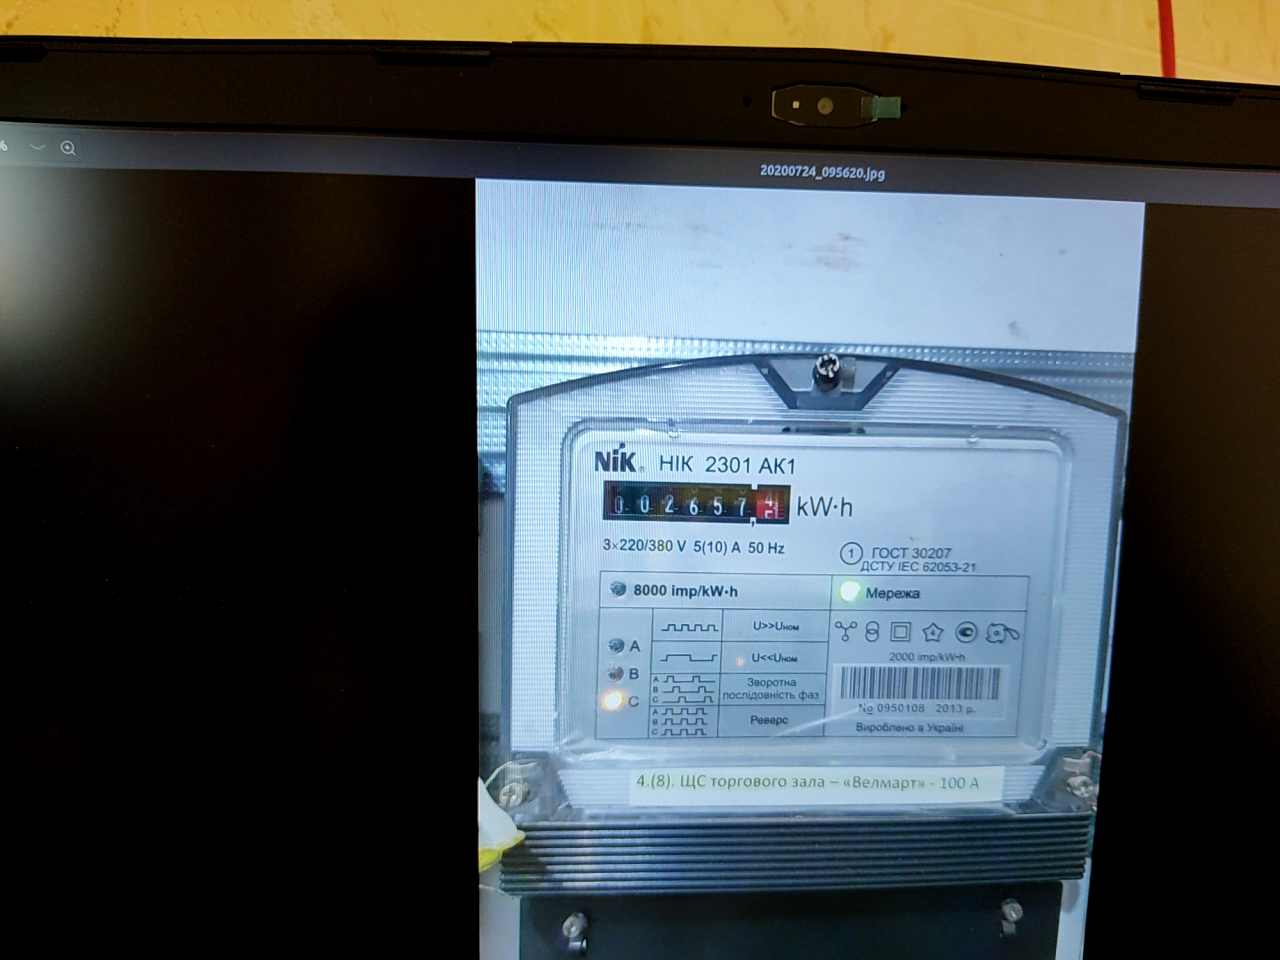 %
20200724_095620.jpg
NiK НІК 2301 АК1
0 0 2 6 5 7, kW·h
3×220/380 V 5(10) A 50 Hz
1 ГОСТ 30207
ДСТУ IEC 62053-21
8000 imp/kW·h
Мережа
A
B
C
U>>Uном
U<<Uном
A
B
C
Зворотна
послідовність фаз
A
B
C
Реверс
2000 imp/kW·h
№ 0950108 2013 р.
Вироблено в Україні
4.(8). ЩС торгового зала – «Велмарт» - 100 А